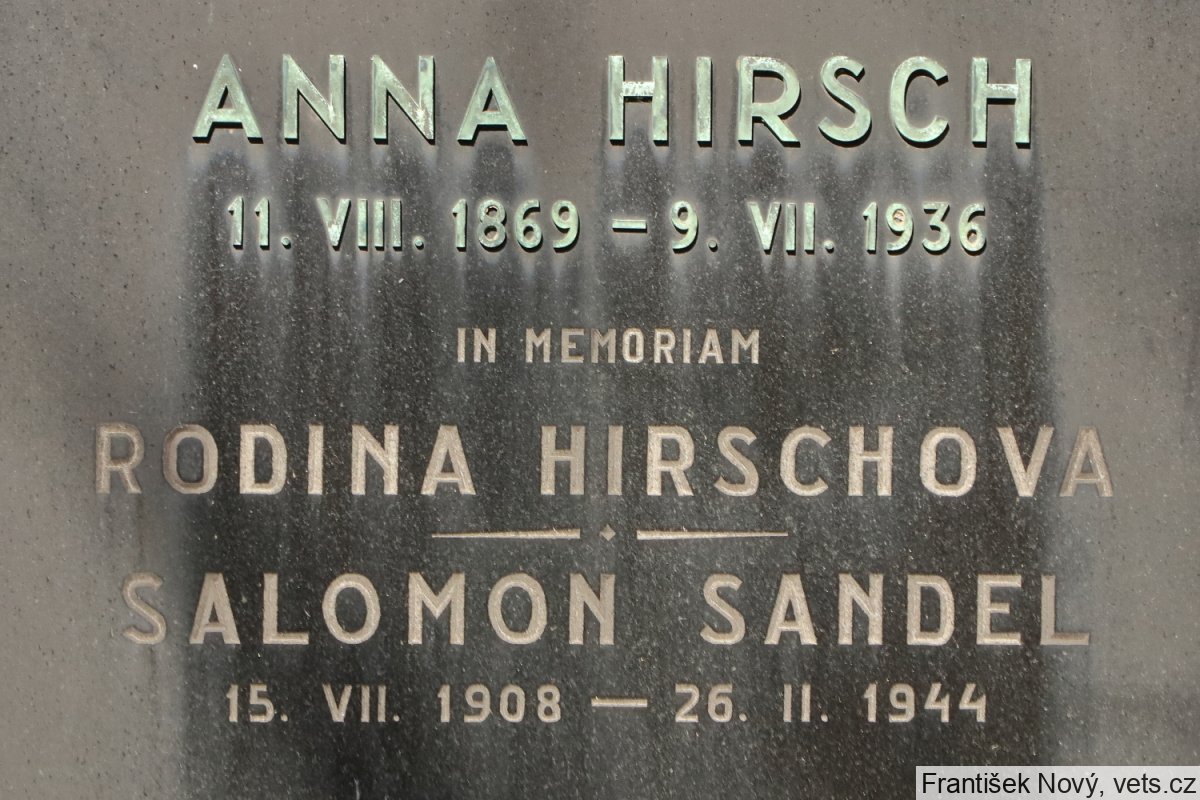 ANNA HIRSCH
11. VIII. 1869 – 9. VII. 1936
IN MEMORIAM
RODINA HIRSCHOVA
SALOMON SANDEL
15. VII. 1908 — 26. II. 1944
František Nový, vets.cz